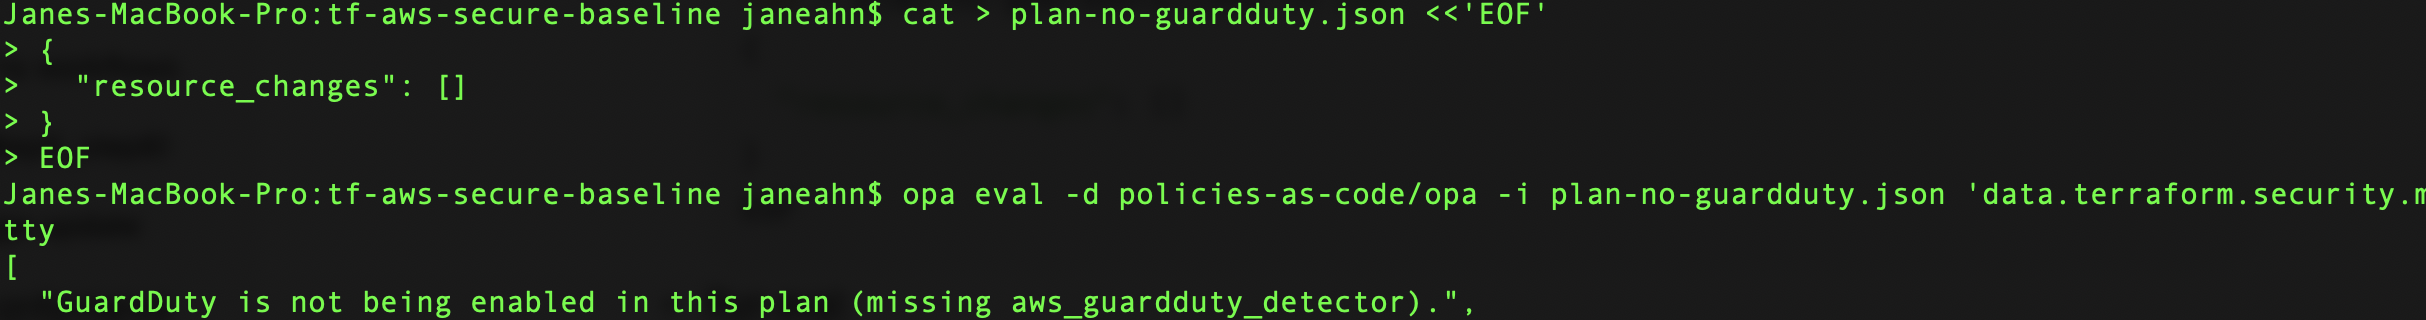 Janes-MacBook-Pro:tf-aws-secure-baseline janeahn$ cat > plan-no-guardduty.json <<'EOF'
> {
>   "resource_changes": []
> }
> EOF
Janes-MacBook-Pro:tf-aws-secure-baseline janeahn$ opa eval -d policies-as-code/opa -i plan-no-guardduty.json 'data.terraform.security.m
tty
[
  "GuardDuty is not being enabled in this plan (missing aws_guardduty_detector).",